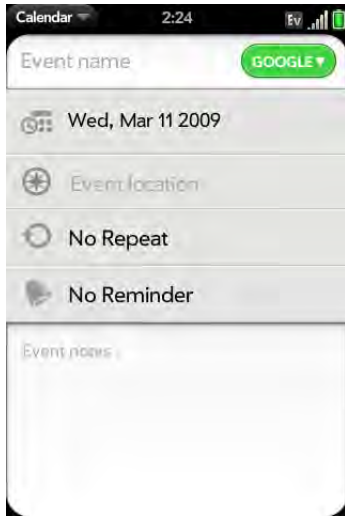 Calendar 2:24 Ev
Event name GOOGLE
Wed, Mar 11 2009
Event location
No Repeat
No Reminder
Event notes